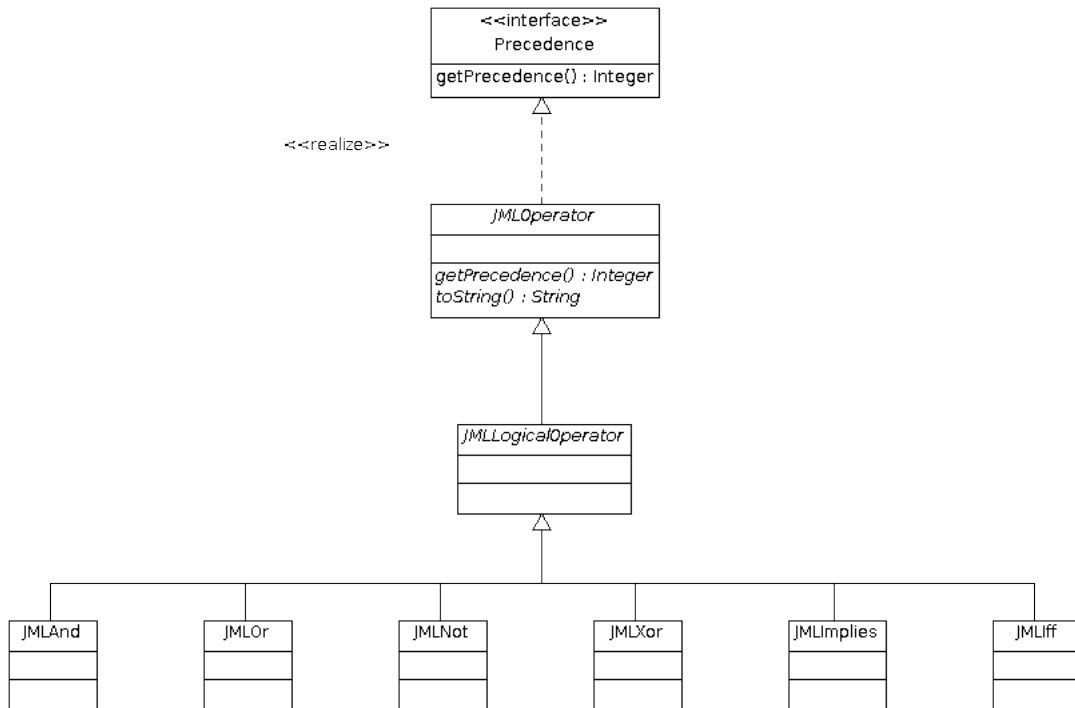 <<interface>>
Precedence
getPrecedence() : Integer
<<realize>>
JMLOperator
getPrecedence() : Integer
toString() : String
JMLLogicalOperator
JMLAnd
JMLOr
JMLNot
JMLXor
JMLImplies
JMLIff